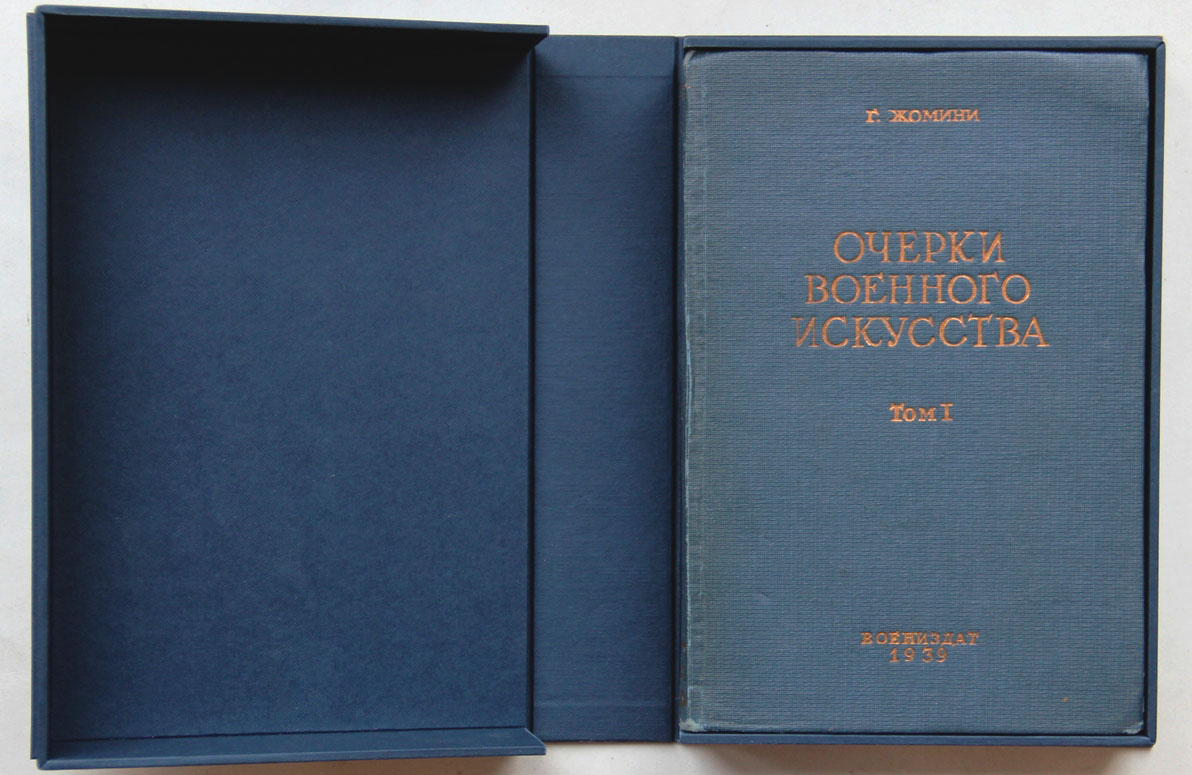 Г. ЖОМИНИ
ОЧЕРКИ
ВОЕННОГО
ИСКУССТВА
Том I
ВОЕНИЗДАТ
1939